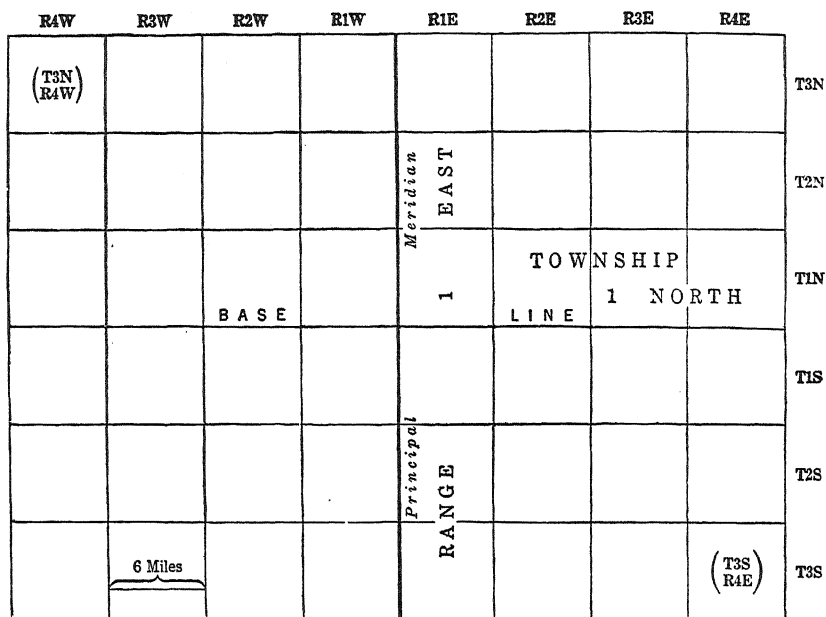 R4W R3W R2W R1W R1E R2E R3E R4E
(T3N
R4W)
T3N
Meridian
EAST
T2N
TOWNSHIP
1 NORTH
1
T1N
BASE
LINE
T1S
Principal
RANGE
T2S
6 Miles
(T3S
R4E)
T3S